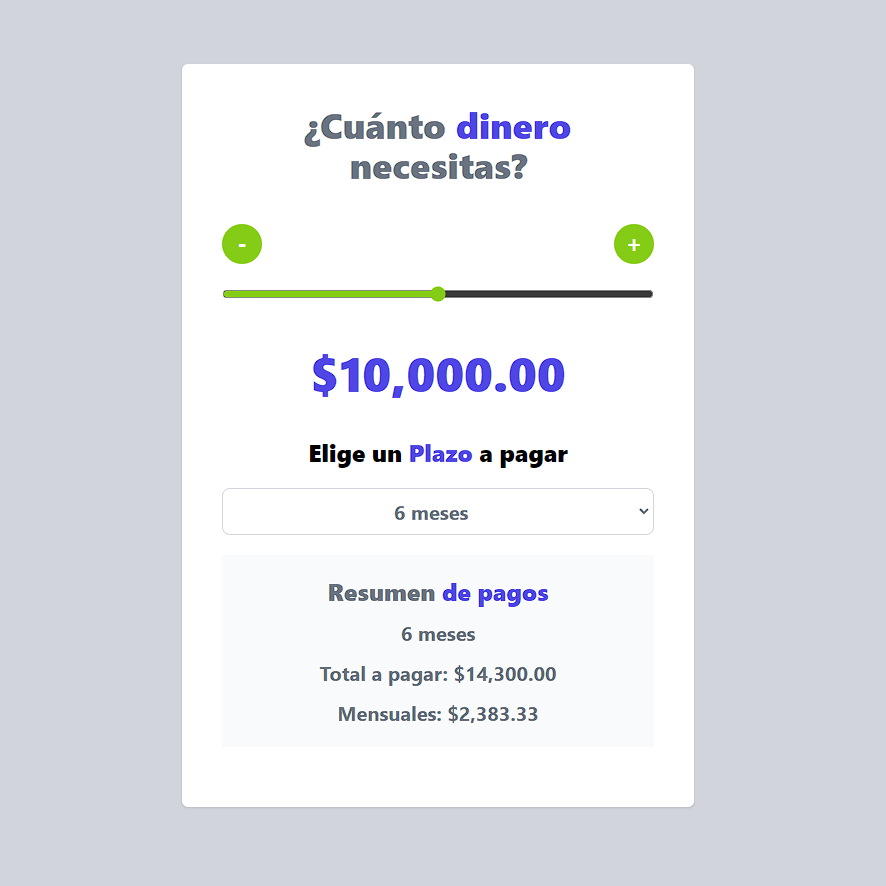 ¿Cuánto dinero
necesitas?
- +
$10,000.00
Elige un Plazo a pagar
6 meses
Resumen de pagos
6 meses
Total a pagar: $14,300.00
Mensuales: $2,383.33